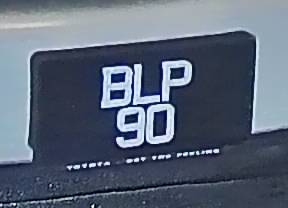 BLP
90
TOYOTA - GET THE FEELING